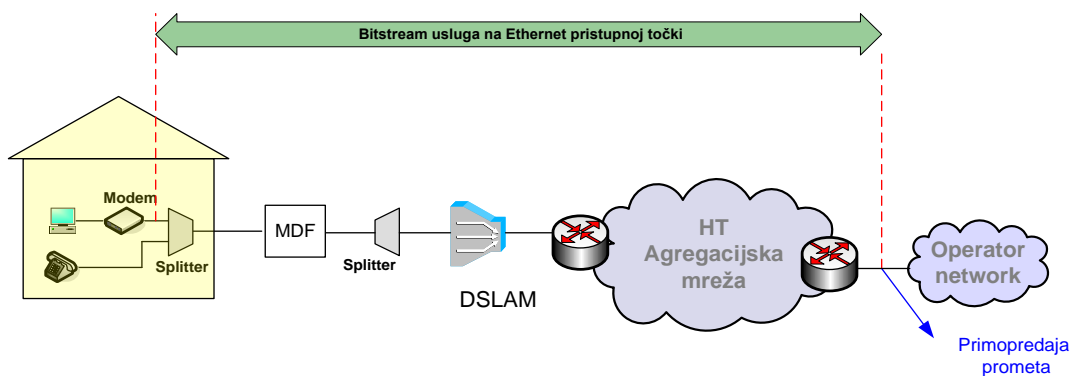 Bitstream usluga na Ethernet pristupnoj točki
Modem
Splitter
MDF
Splitter
DSLAM
HT
Agregacijska
mreža
Operator
network
Primopredaja
prometa